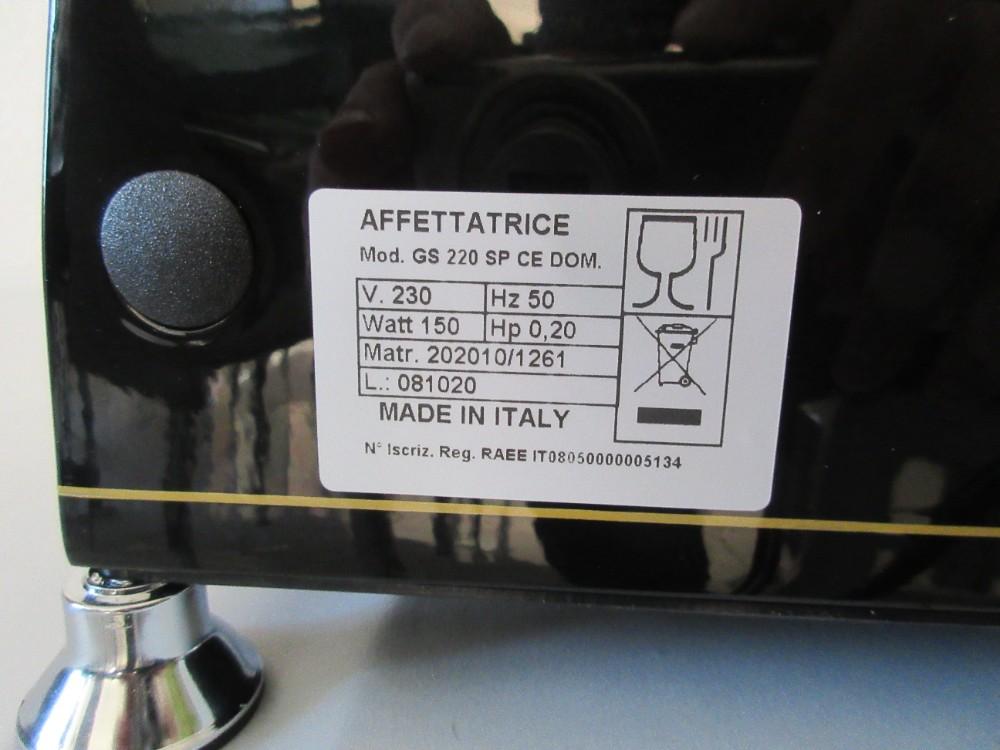 AFFETTATRICE
Mod. GS 220 SP CE DOM.
V. 230 Hz 50
Watt 150 Hp 0,20
Matr. 202010/1261
L.: 081020
MADE IN ITALY
N° Iscriz. Reg. RAEE IT08050000005134